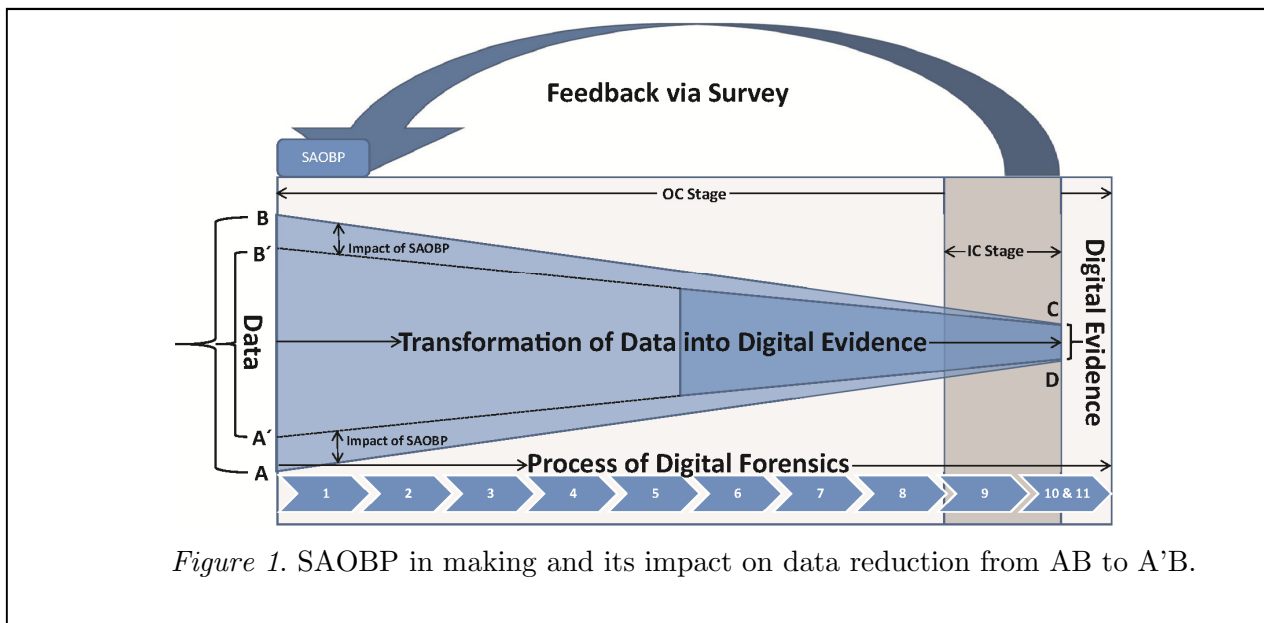 Feedback via Survey
SAOBP
OC Stage
B
Impact of SAOBP
B´
IC Stage
Data
Transformation of Data into Digital Evidence
C
D
Digital Evidence
A´
Impact of SAOBP
A
Process of Digital Forensics
1 2 3 4 5 6 7 8 9 10 & 11
Figure 1. SAOBP in making and its impact on data reduction from AB to A’B.